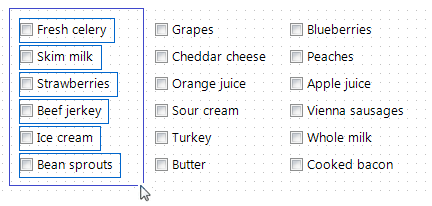 Fresh celery Grapes Blueberries
Skim milk Cheddar cheese Peaches
Strawberries Orange juice Apple juice
Beef jerkey Sour cream Vienna sausages
Ice cream Turkey Whole milk
Bean sprouts Butter Cooked bacon